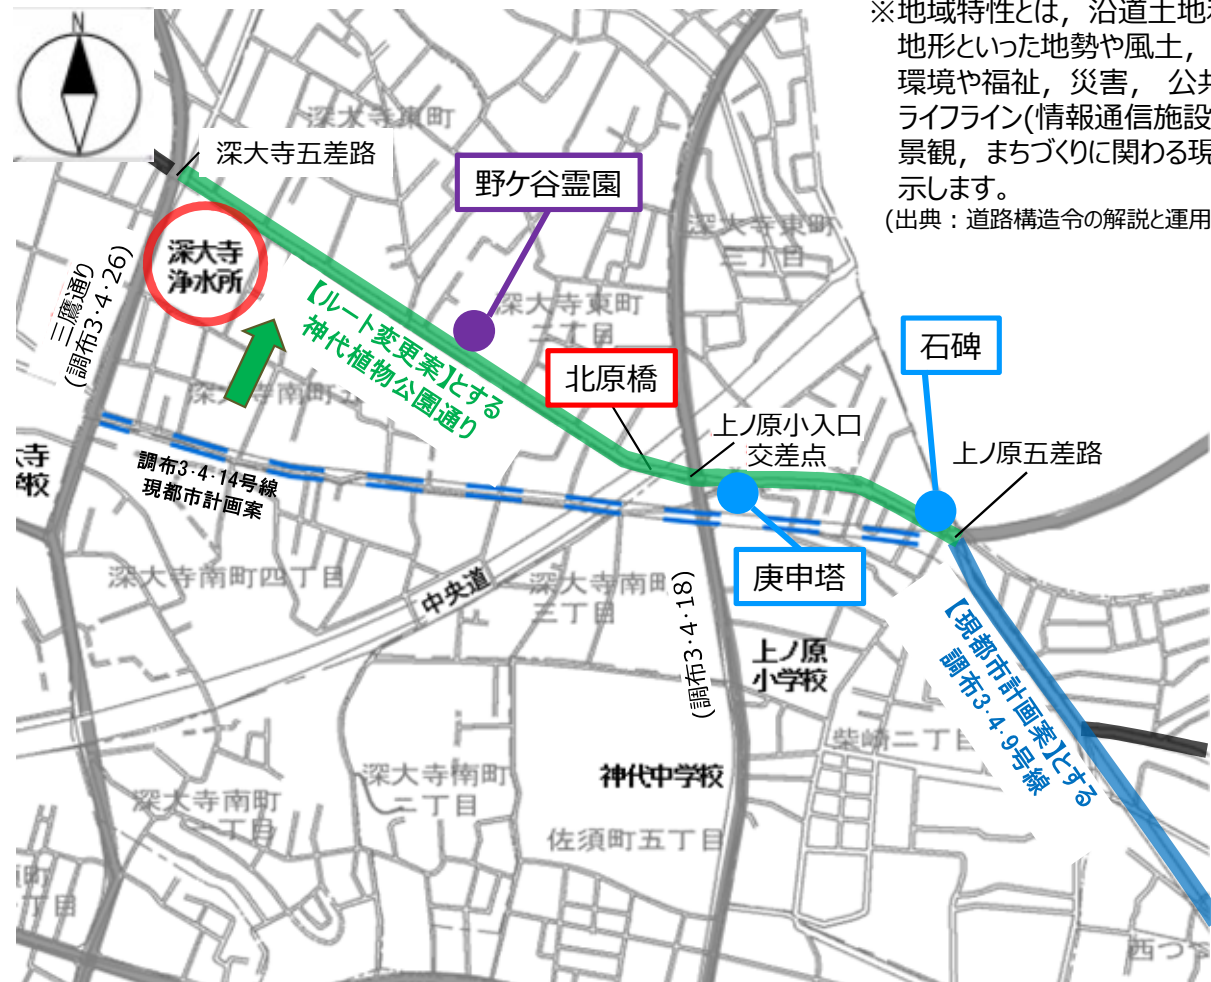 N
※地域特性とは，沿道土地
地形といった地勢や風土，
環境や福祉，災害， 公共
ライフライン(情報通信施設
景観，まちづくりに関わる現
示します。
(出典：道路構造令の解説と運用
深大寺東町
深大寺五差路
野ケ谷霊園
深大寺東町
三丁目
深大寺
浄水所
三鷹通り
(調布3･4･26)
深大寺東町
二丁目
【ルート変更案】とする
神代植物公園通り
石碑
北原橋
深大寺南町
上ノ原小入口
交差点
上ノ原五差路
寺
学校
調布3･4･14号線
現都市計画案
深大寺南町四丁目
中央道
深大寺南町
三丁目
庚申塔
(調布3･4･18)
上ノ原
小学校
【現都市計画案】とする
調布3･4･9号線
柴崎二丁目
深大寺南町
二丁目
神代中学校
深大寺南町
丁目
佐須町五丁目
町
丁目
西つつ